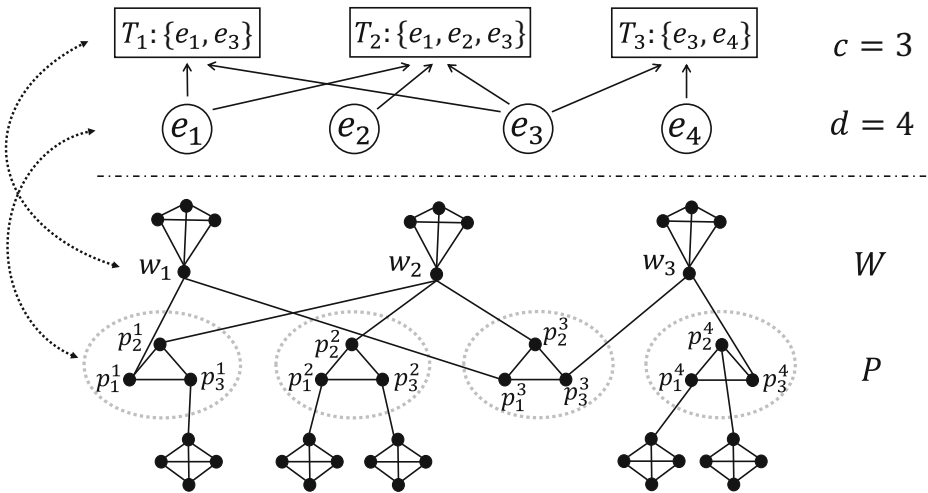 T₁: {e₁, e₃} T₂: {e₁, e₂, e₃} T₃: {e₃, e₄} c = 3
e₁ e₂ e₃ e₄ d = 4
w₁ w₂ w₃ W
p₂¹ p₂² p₂³ p₂⁴
p₁¹ p₃¹ p₁² p₃² p₁³ p₃³ p₁⁴ p₃⁴ P